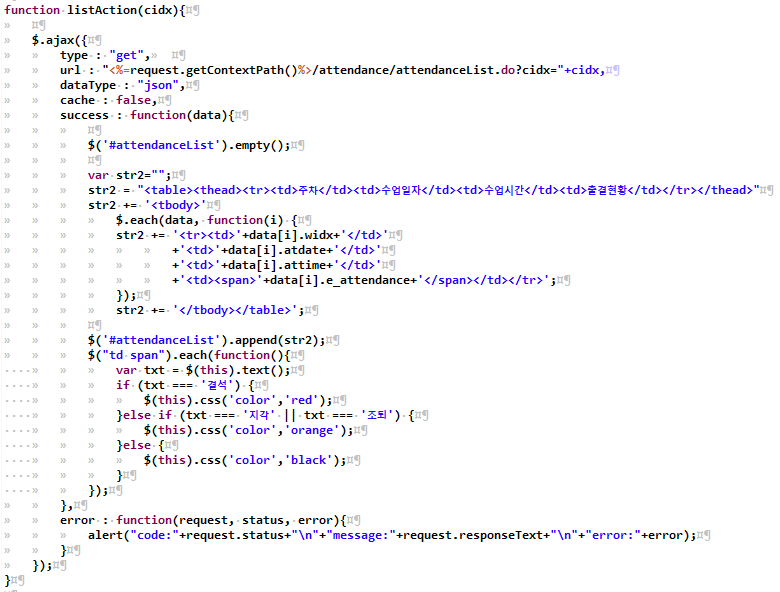 function listAction(cidx){
$.ajax({
type : "get",
url : "<%=request.getContextPath()%>/attendance/attendanceList.do?cidx="+cidx,
dataType : "json",
cache : false,
success : function(data){
$('#attendanceList').empty();
var str2="";
str2 = "<table><thead><tr><td>주차</td><td>수업일자</td><td>수업시간</td><td>출결현황</td></tr></thead>"
str2 += '<tbody>'
$.each(data, function(i) {
str2 += '<tr><td>'+data[i].widx+'</td>'
+'<td>'+data[i].atdate+'</td>'
+'<td>'+data[i].attime+'</td>'
+'<td><span>'+data[i].e_attendance+'</span></td></tr>';
});
str2 += '</tbody></table>';
$('#attendanceList').append(str2);
$("td span").each(function(){
var txt = $(this).text();
if (txt === '결석') {
$(this).css('color','red');
}else if (txt === '지각' || txt === '조퇴') {
$(this).css('color','orange');
}else {
$(this).css('color','black');
}
});
},
error : function(request, status, error){
alert("code:"+request.status+"\n"+"message:"+request.responseText+"\n"+"error:"+error);
}
});
}